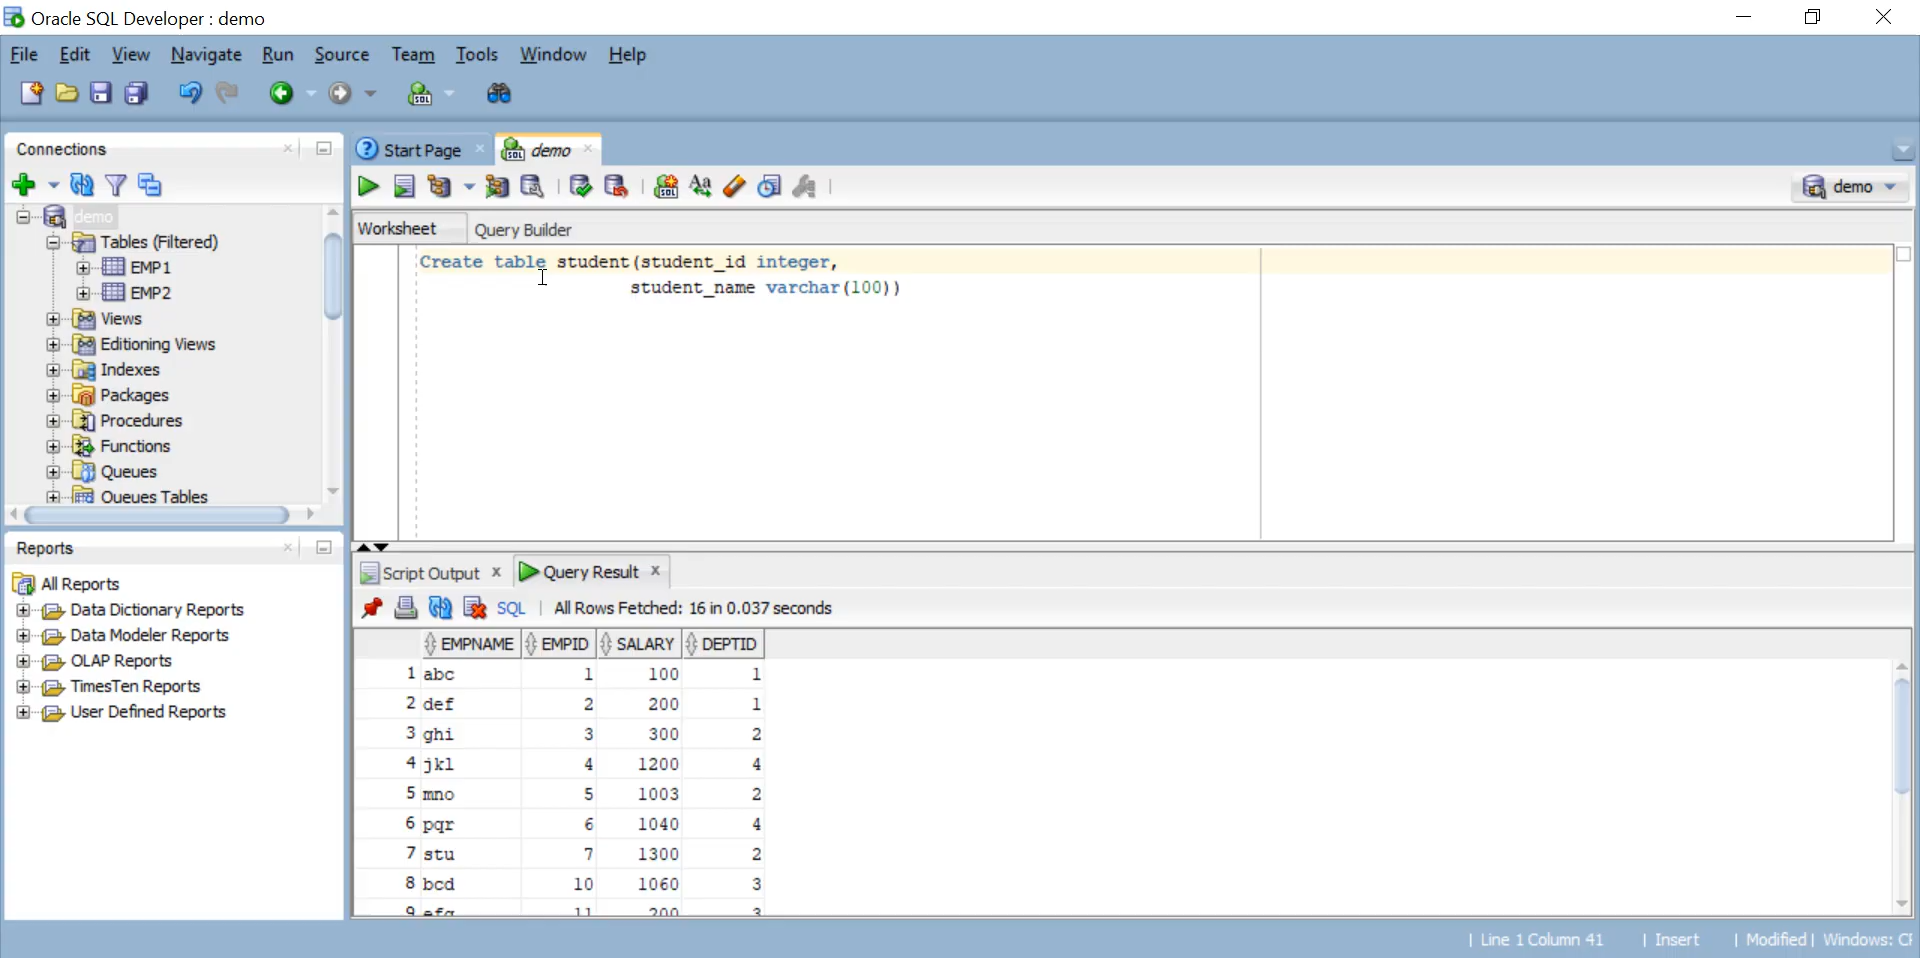 Oracle SQL Developer : demo
File Edit View Navigate Run Source Team Tools Window Help
Connections
demo
Tables (Filtered)
EMP1
EMP2
Views
Editioning Views
Indexes
Packages
Procedures
Functions
Queues
Queues Tables
Reports
All Reports
Data Dictionary Reports
Data Modeler Reports
OLAP Reports
TimesTen Reports
User Defined Reports
Start Page demo
demo
Worksheet Query Builder
Create table student(student_id integer,
student_name varchar(100))
Script Output Query Result
SQL | All Rows Fetched: 16 in 0.037 seconds
EMPNAME EMPID SALARY DEPTID
1 abc 1 100 1
2 def 2 200 1
3 ghi 3 300 2
4 jkl 4 1200 4
5 mno 5 1003 2
6 pqr 6 1040 4
7 stu 7 1300 2
8 bcd 10 1060 3
9 efg 11 200 3
| Line 1 Column 41 | Insert | Modified | Windows: